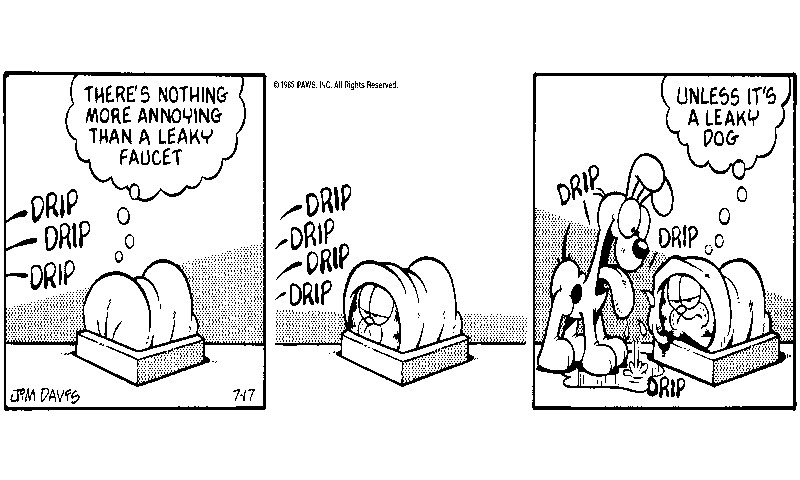 THERE'S NOTHING
MORE ANNOYING
THAN A LEAKY
FAUCET
DRIP
DRIP
DRIP
JIM DAVIS
7-17
© 1985 PAWS, INC. All Rights Reserved.
DRIP
DRIP
DRIP
DRIP
UNLESS IT'S
A LEAKY
DOG
DRIP
DRIP
DRIP